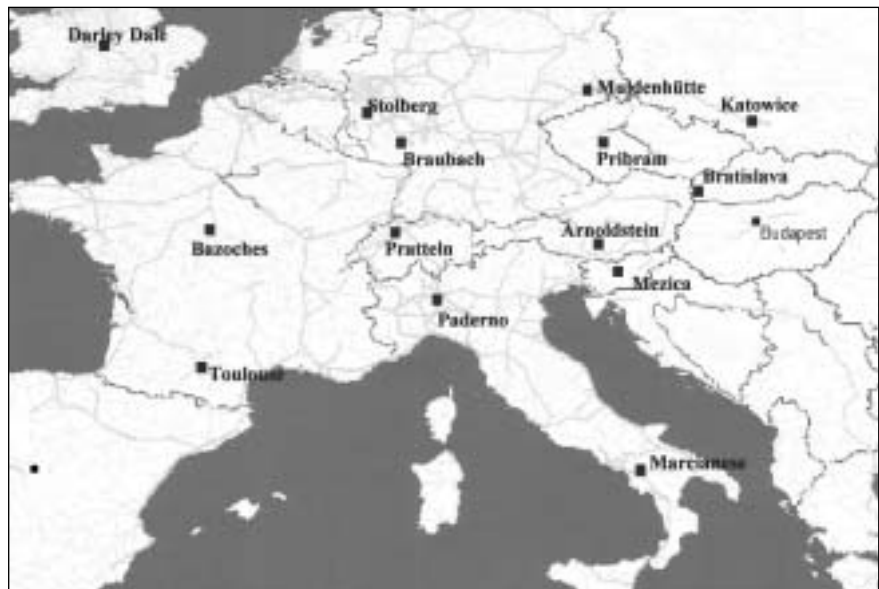 Darley Dale
Muldenhütte
Stolberg
Katowice
Braubach
Pribram
Bratislava
Bazoches
Pratteln
Arnoldstein
Budapest
Mezica
Paderno
Toulouse
Marcianese